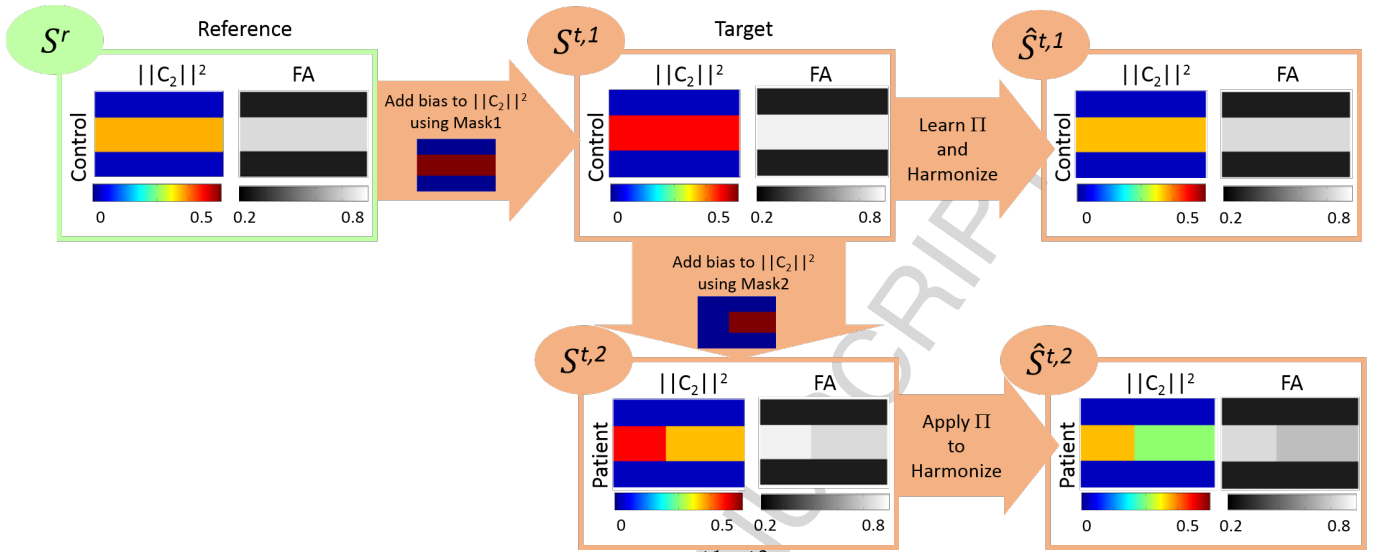 Reference
Target
S^r
||C₂||²
FA
Control
0
0.5
0.2
0.8
Add bias to ||C₂||²
using Mask1
S^t,1
||C₂||²
FA
Control
0
0.5
0.2
0.8
Learn Π
and
Harmonize
Ŝ^t,1
||C₂||²
FA
Control
0
0.5
0.2
0.8
Add bias to ||C₂||²
using Mask2
S^t,2
||C₂||²
FA
Patient
0
0.5
0.2
0.8
Apply Π
to
Harmonize
Ŝ^t,2
||C₂||²
FA
Patient
0
0.5
0.2
0.8